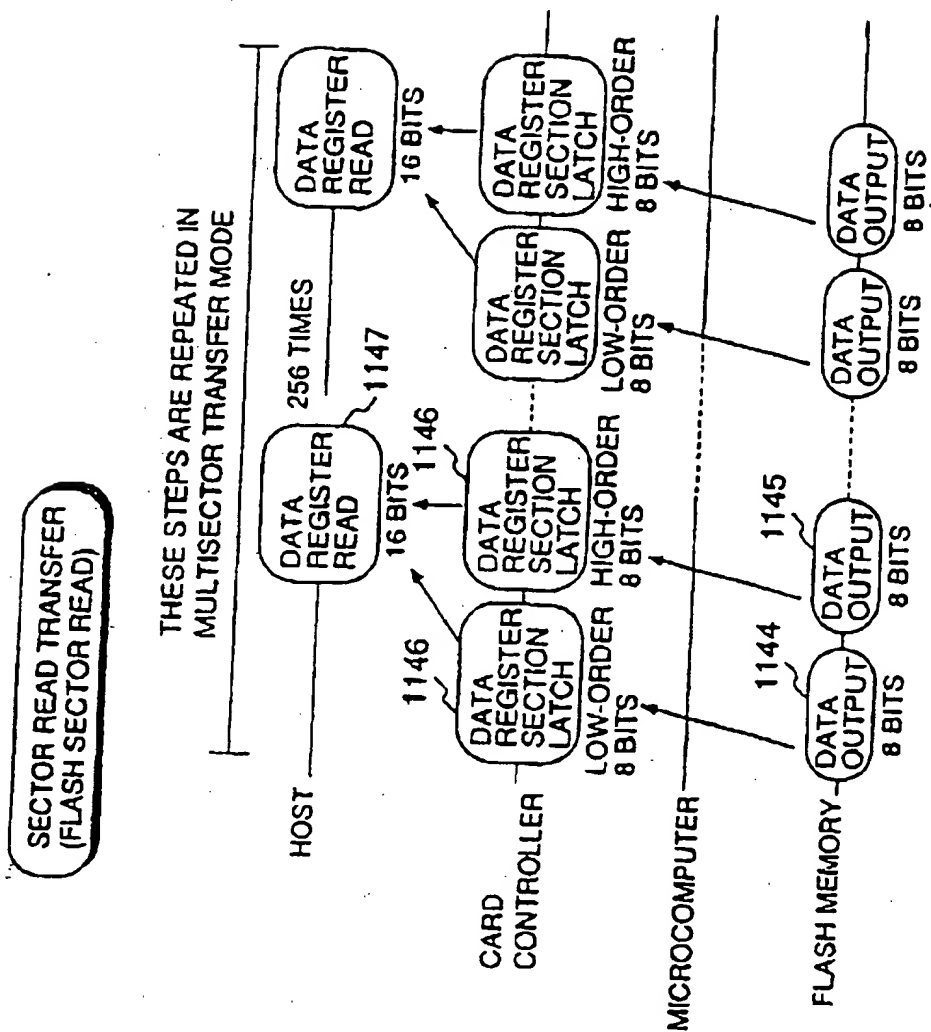 SECTOR READ TRANSFER
(FLASH SECTOR READ)
THESE STEPS ARE REPEATED IN
MULTISECTOR TRANSFER MODE
HOST
DATA
REGISTER
READ
1147
256 TIMES
DATA
REGISTER
READ
16 BITS
16 BITS
CARD
CONTROLLER
1146
DATA
REGISTER
SECTION
LATCH
1146
DATA
REGISTER
SECTION
LATCH
DATA
REGISTER
SECTION
LATCH
DATA
REGISTER
SECTION
LATCH
LOW-ORDER
8 BITS
HIGH-ORDER
8 BITS
LOW-ORDER
8 BITS
HIGH-ORDER
8 BITS
MICROCOMPUTER
FLASH MEMORY
1144
DATA
OUTPUT
8 BITS
1145
DATA
OUTPUT
8 BITS
DATA
OUTPUT
8 BITS
DATA
OUTPUT
8 BITS